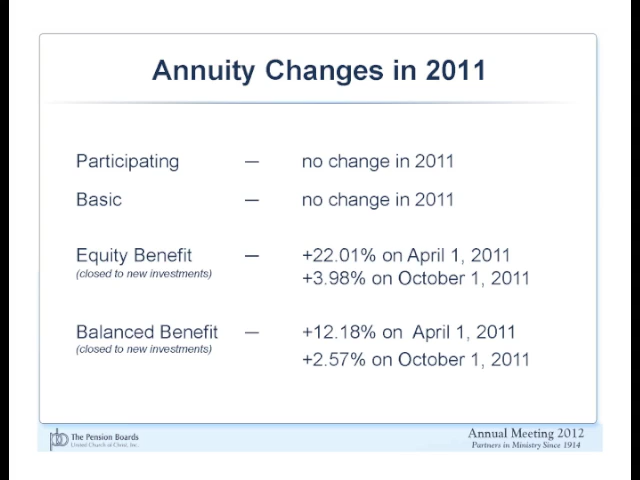 Annuity Changes in 2011
Participating — no change in 2011
Basic — no change in 2011
Equity Benefit — +22.01% on April 1, 2011
(closed to new investments) +3.98% on October 1, 2011
Balanced Benefit — +12.18% on April 1, 2011
(closed to new investments) +2.57% on October 1, 2011
The Pension Boards
United Church of Christ, Inc.
Annual Meeting 2012
Partners in Ministry Since 1914